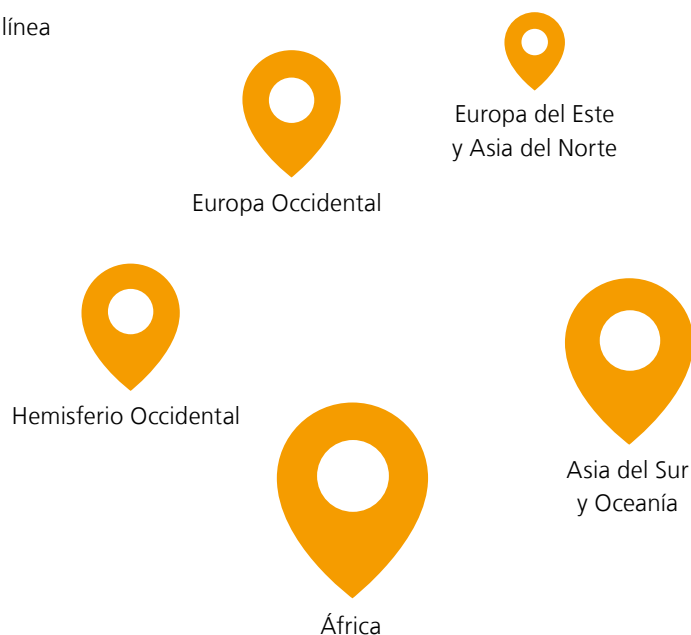 línea
Europa del Este
y Asia del Norte
Europa Occidental
Hemisferio Occidental
Asia del Sur
y Oceanía
África